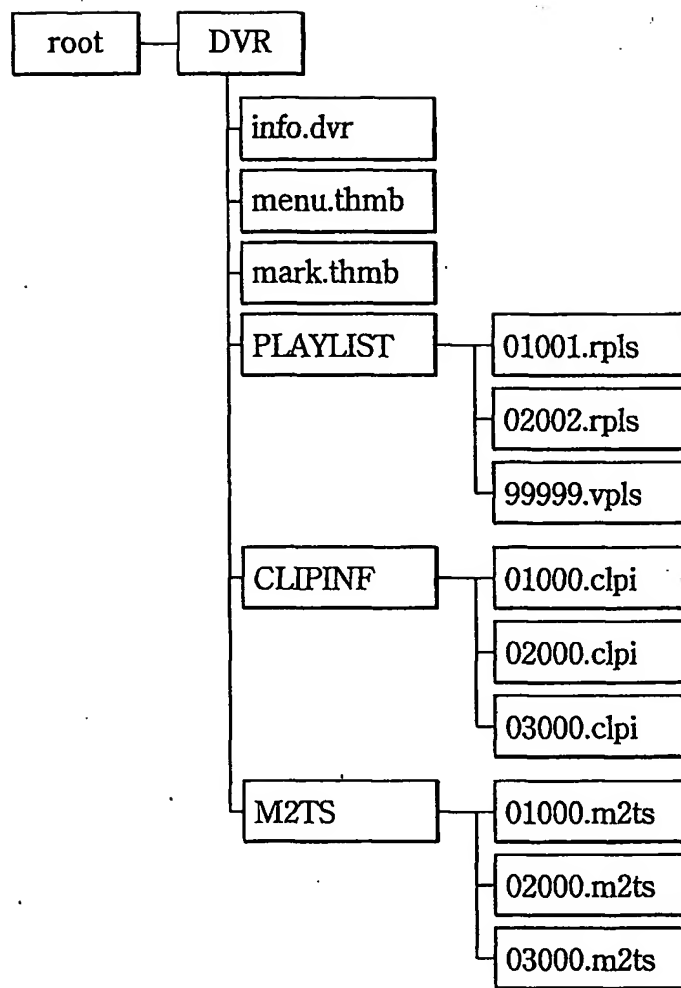 root
DVR
info.dvr
menu.thmb
mark.thmb
PLAYLIST
01001.rpls
02002.rpls
99999.vpls
CLIPINF
01000.clpi
02000.clpi
03000.clpi
M2TS
01000.m2ts
02000.m2ts
03000.m2ts